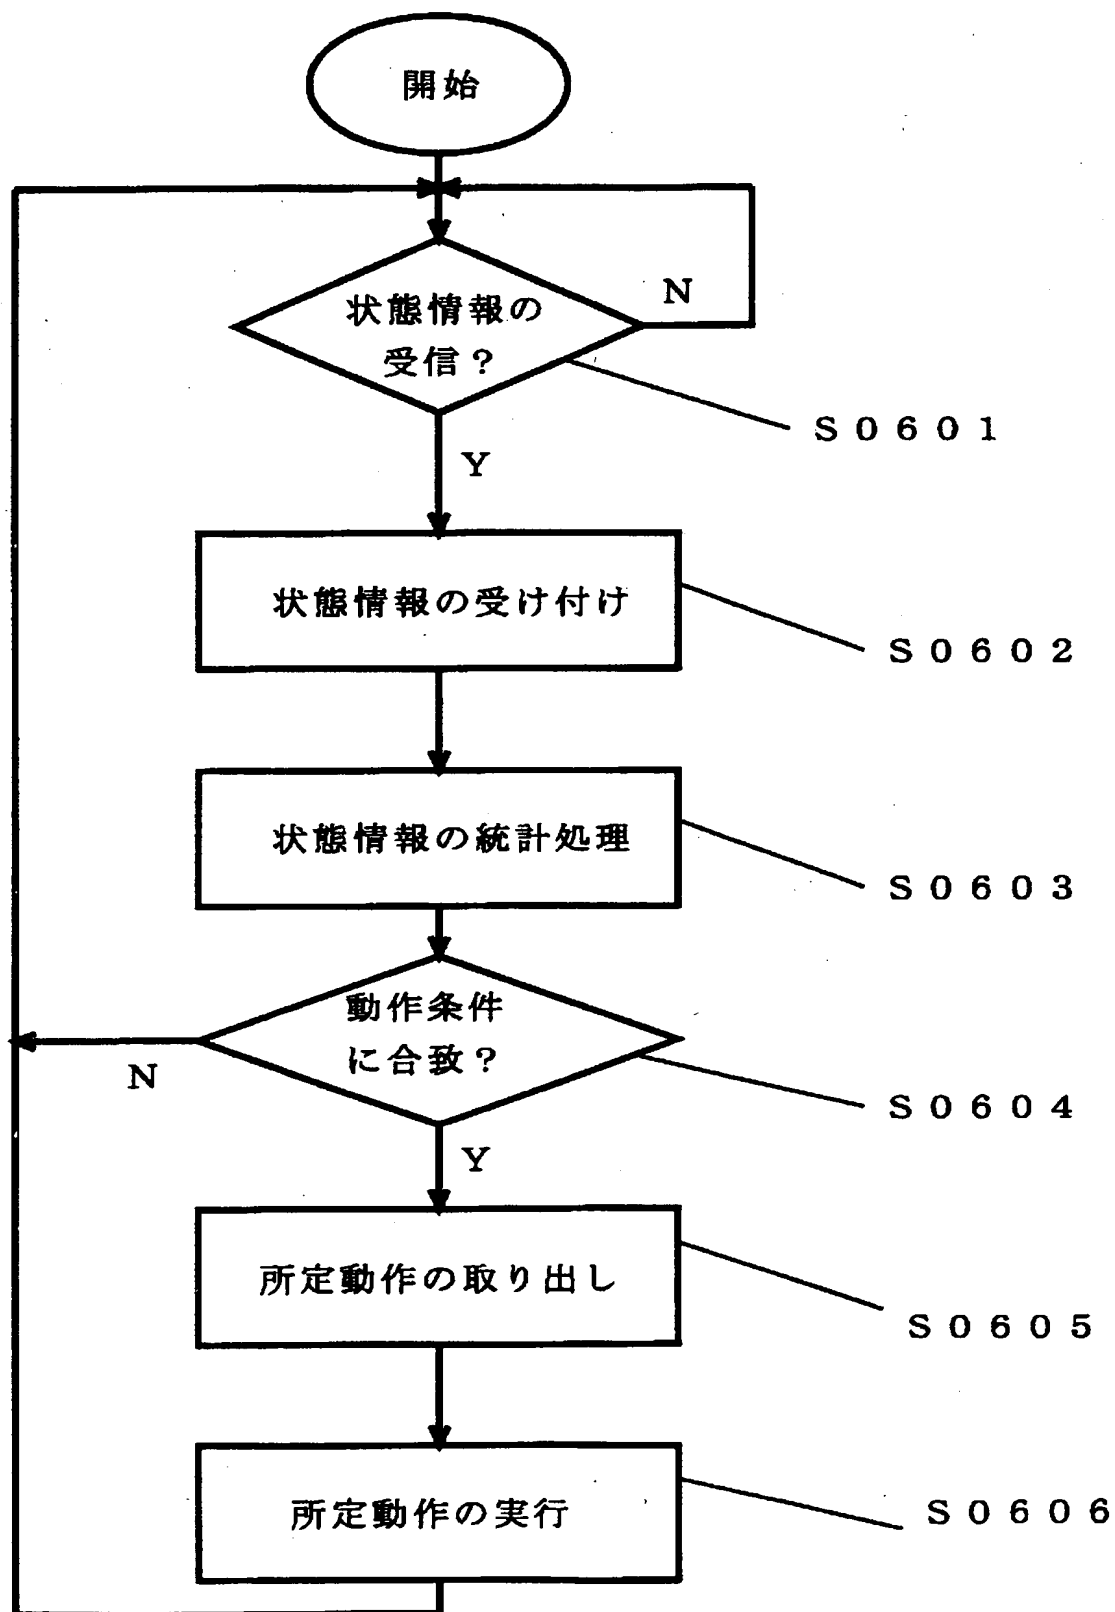 開始
状態情報の
受信？
N
S0601
Y
状態情報の受け付け
S0602
状態情報の統計処理
S0603
動作条件
に合致？
N
S0604
Y
所定動作の取り出し
S0605
所定動作の実行
S0606